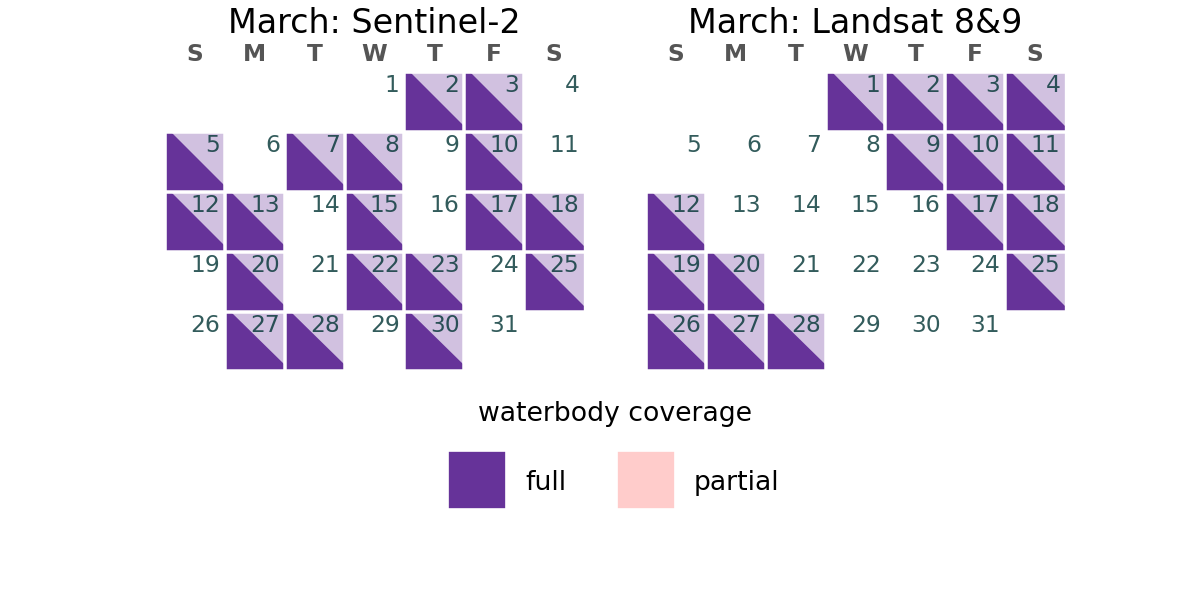 March: Sentinel-2
S M T W T F S
1 2 3 4
5 6 7 8 9 10 11
12 13 14 15 16 17 18
19 20 21 22 23 24 25
26 27 28 29 30 31
March: Landsat 8&9
S M T W T F S
1 2 3 4
5 6 7 8 9 10 11
12 13 14 15 16 17 18
19 20 21 22 23 24 25
26 27 28 29 30 31
waterbody coverage
full partial